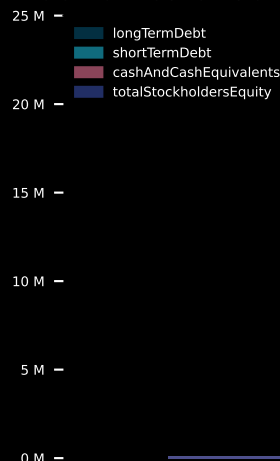 25 M
longTermDebt
shortTermDebt
cashAndCashEquivalents
totalStockholdersEquity
20 M
15 M
10 M
5 M
0 M